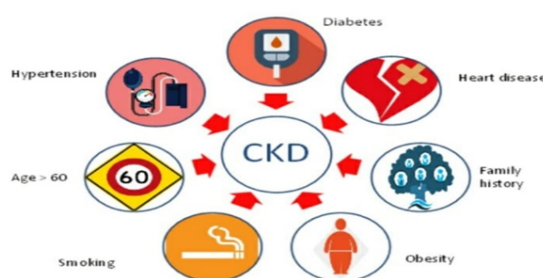 Diabetes
Hypertension
Heart disease
CKD
Age > 60
60
Family
history
Smoking
Obesity